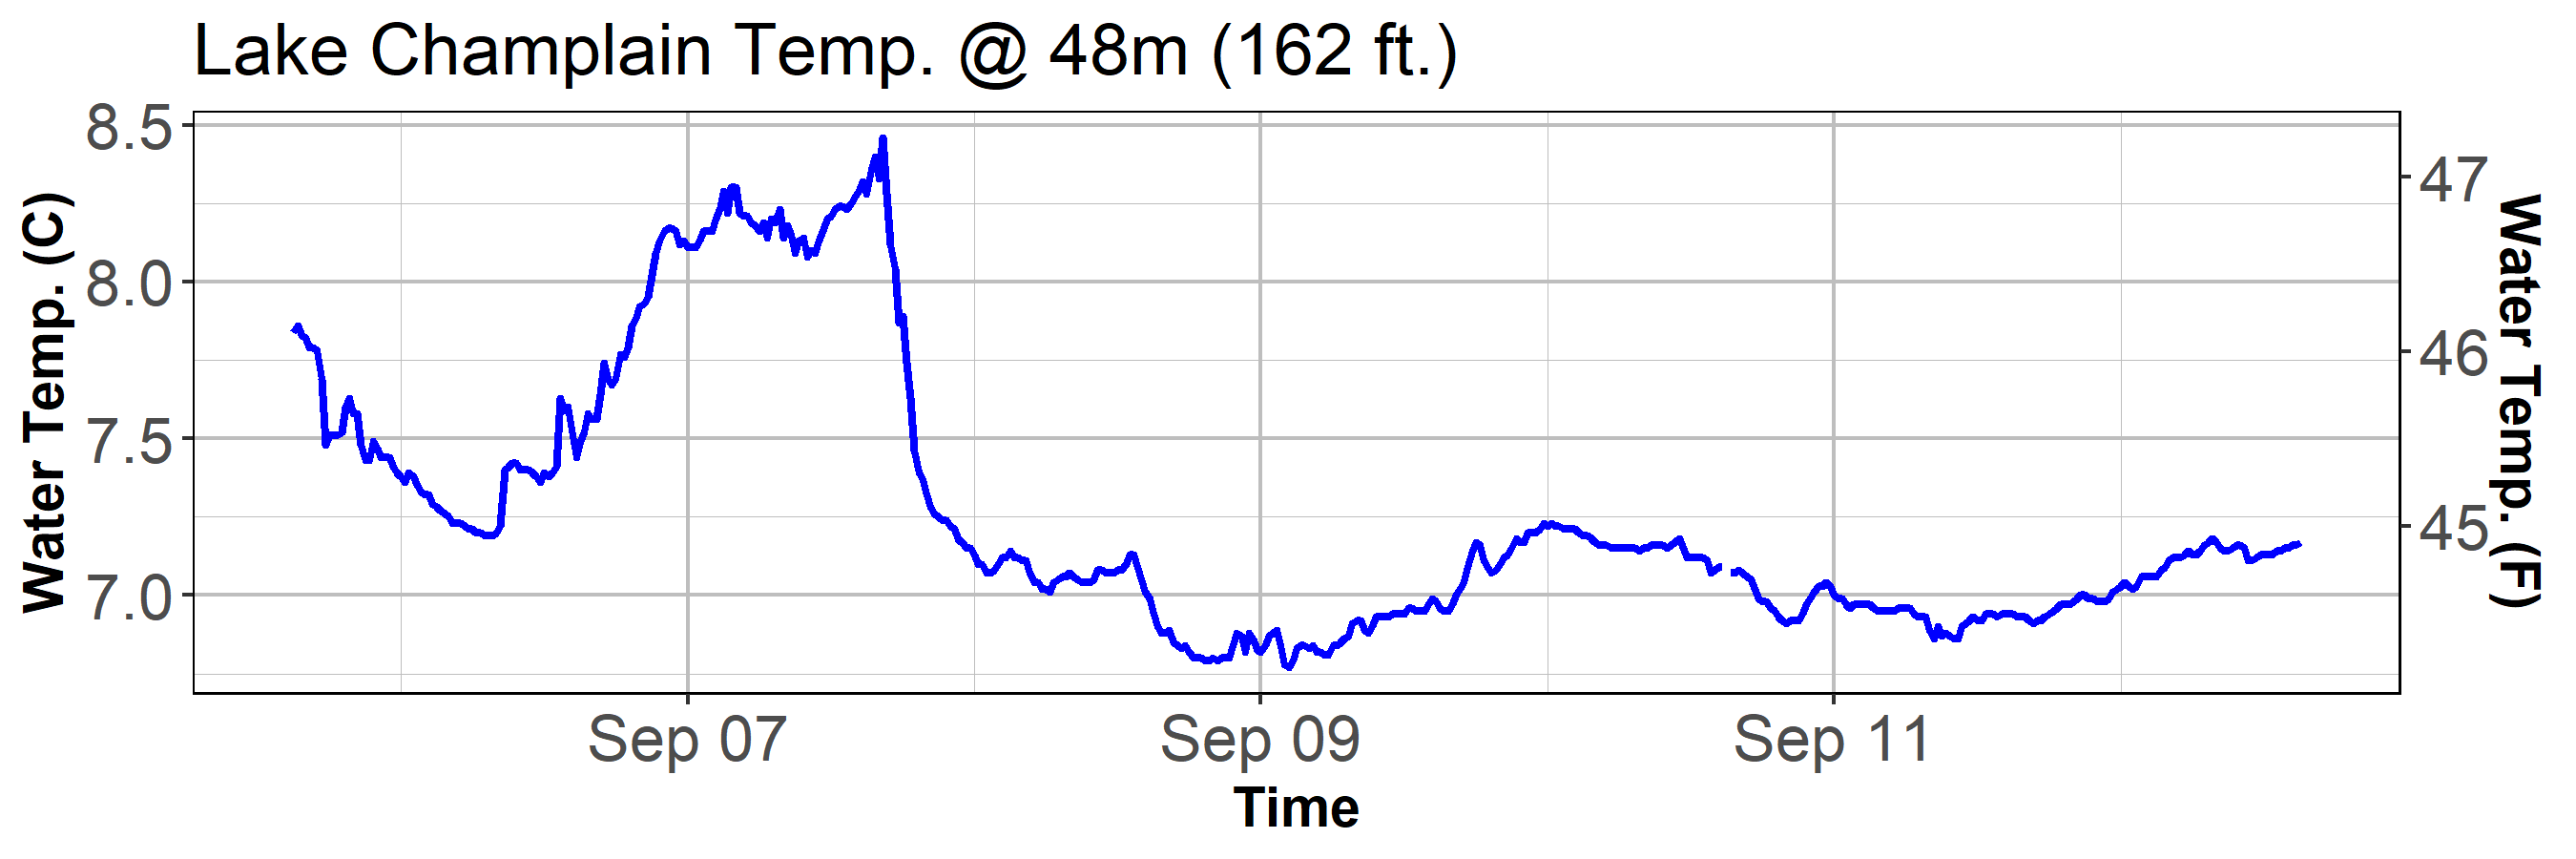 Lake Champlain Temp. @ 48m (162 ft.)
Water Temp. (C)
8.5
8.0
7.5
7.0
47
46
45
Water Temp. (F)
Sep 07 Sep 09 Sep 11
Time